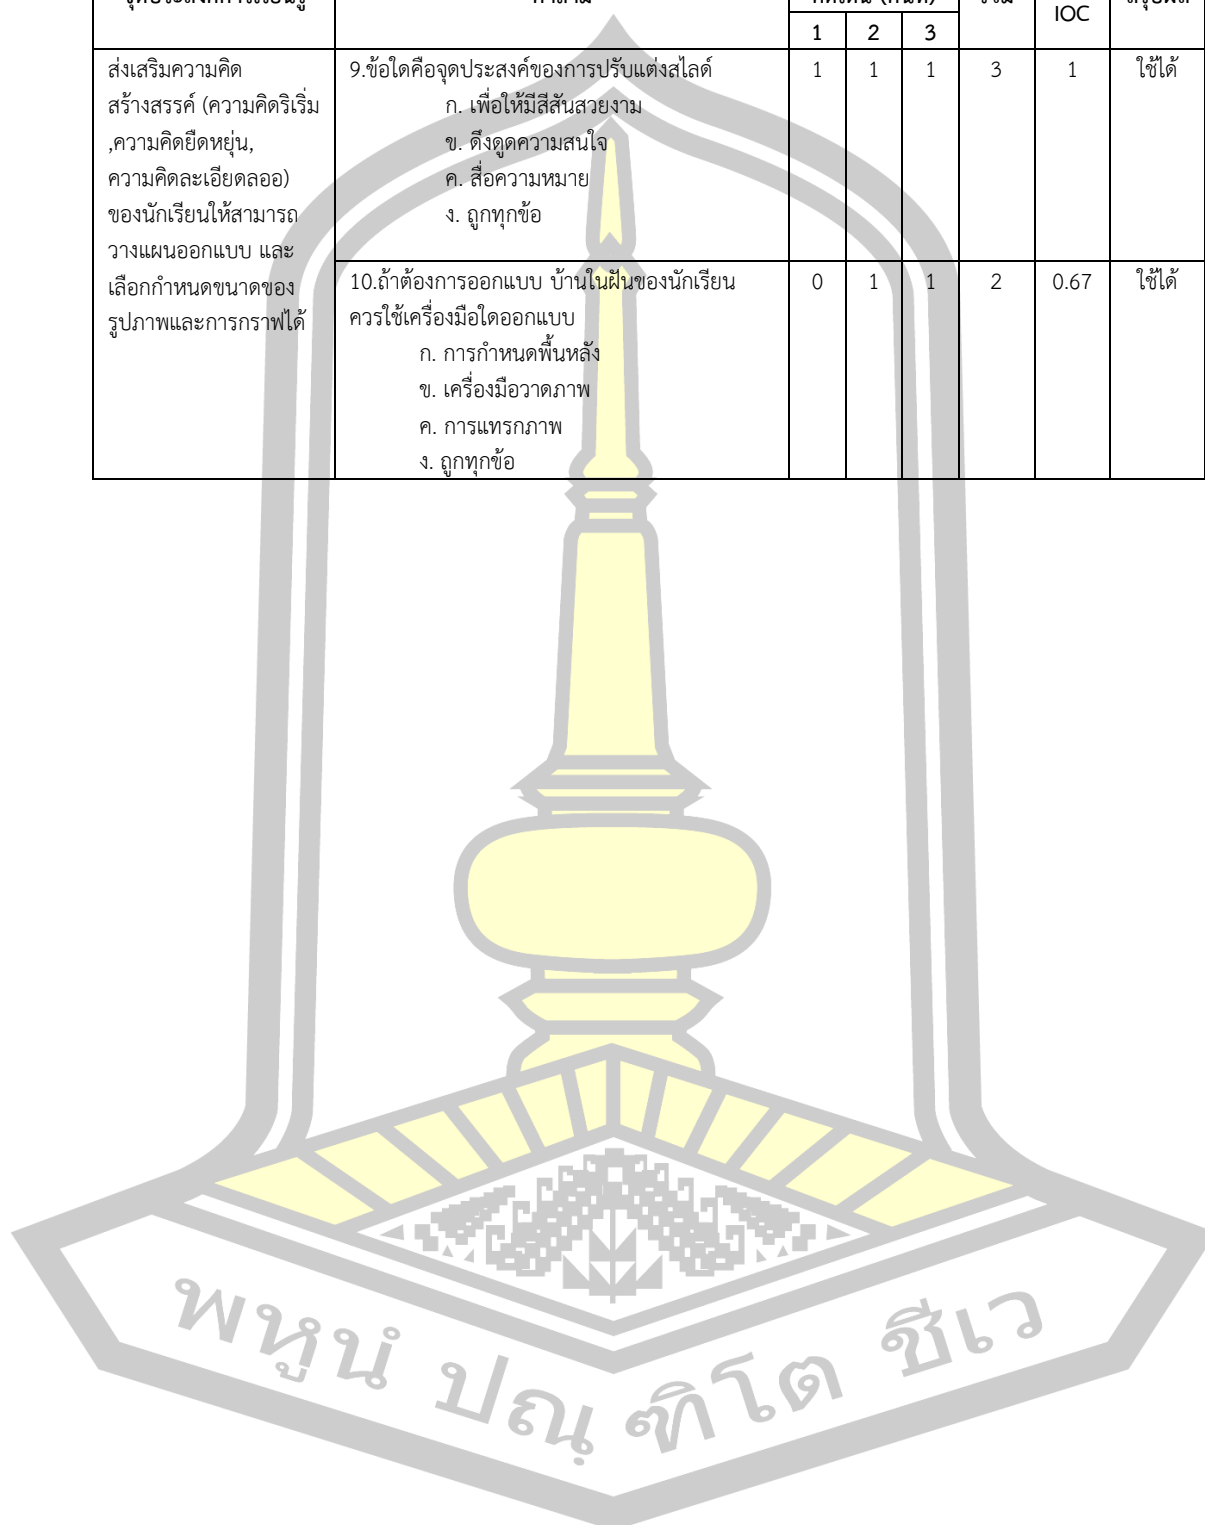 IOC
1 2 3
ส่งเสริมความคิด
สร้างสรรค์ (ความคิดริเริ่ม
,ความคิดยืดหยุ่น,
ความคิดละเอียดลออ)
ของนักเรียนให้สามารถ
วางแผนออกแบบ และ
เลือกกำหนดขนาดของ
รูปภาพและการกราฟได้
9.ข้อใดคือจุดประสงค์ของการปรับแต่งสไลด์ 1 1 1 3 1 ใช้ได้
ก. เพื่อให้มีสีสันสวยงาม
ข. ดึงดูดความสนใจ
ค. สื่อความหมาย
ง. ถูกทุกข้อ
10.ถ้าต้องการออกแบบ บ้านในฝันของนักเรียน 0 1 1 2 0.67 ใช้ได้
ควรใช้เครื่องมือใดออกแบบ
ก. การกำหนดพื้นหลัง
ข. เครื่องมือวาดภาพ
ค. การแทรกภาพ
ง. ถูกทุกข้อ
พหูนํ ปณฺฑิโต ชีเว